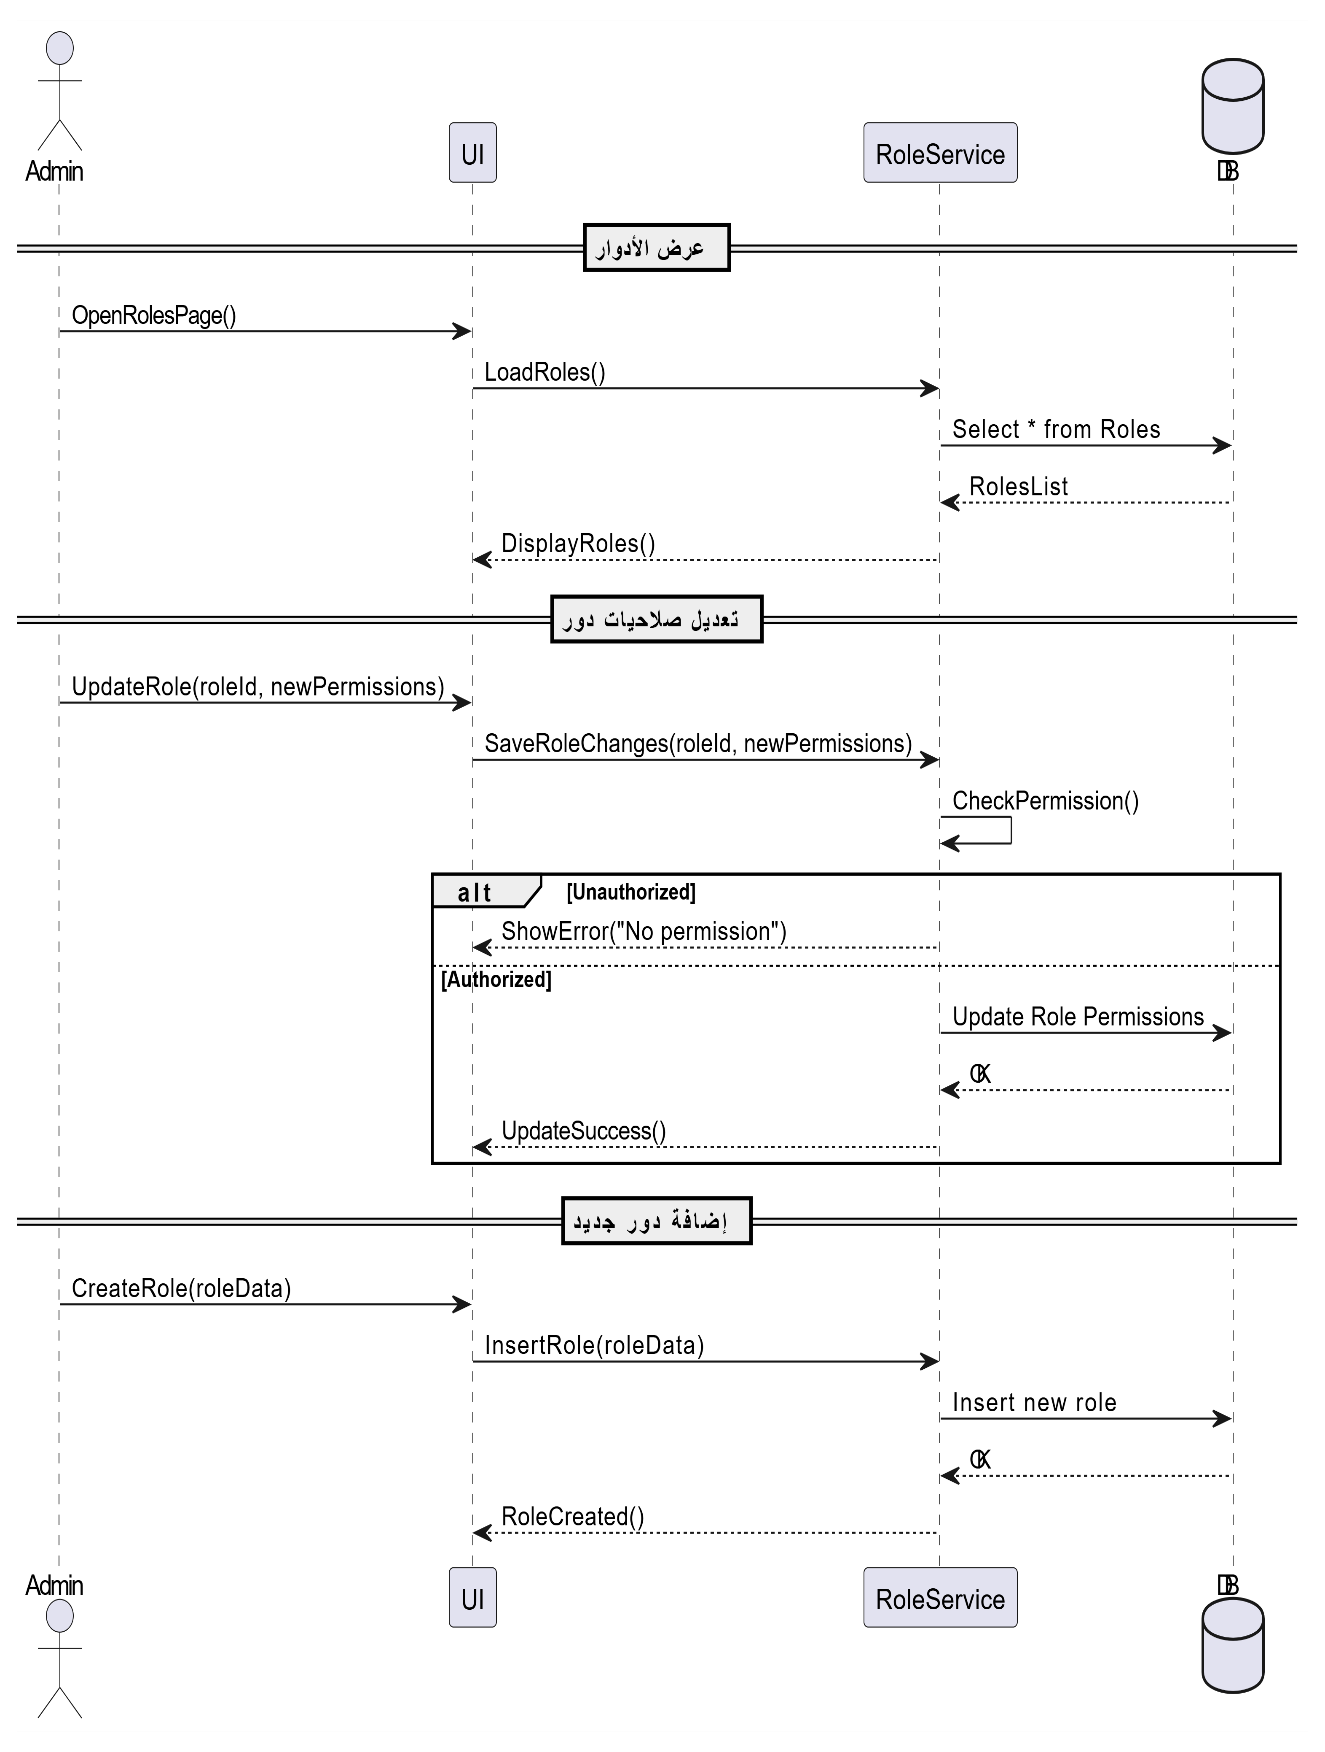 Admin
UI
RoleService
DB
عرض الأدوار
OpenRolesPage()
LoadRoles()
Select * from Roles
RolesList
DisplayRoles()
تعديل صلاحيات دور
UpdateRole(roleId, newPermissions)
SaveRoleChanges(roleId, newPermissions)
CheckPermission()
alt [Unauthorized]
ShowError("No permission")
[Authorized]
Update Role Permissions
OK
UpdateSuccess()
إضافة دور جديد
CreateRole(roleData)
InsertRole(roleData)
Insert new role
OK
RoleCreated()
Admin
UI
RoleService
DB